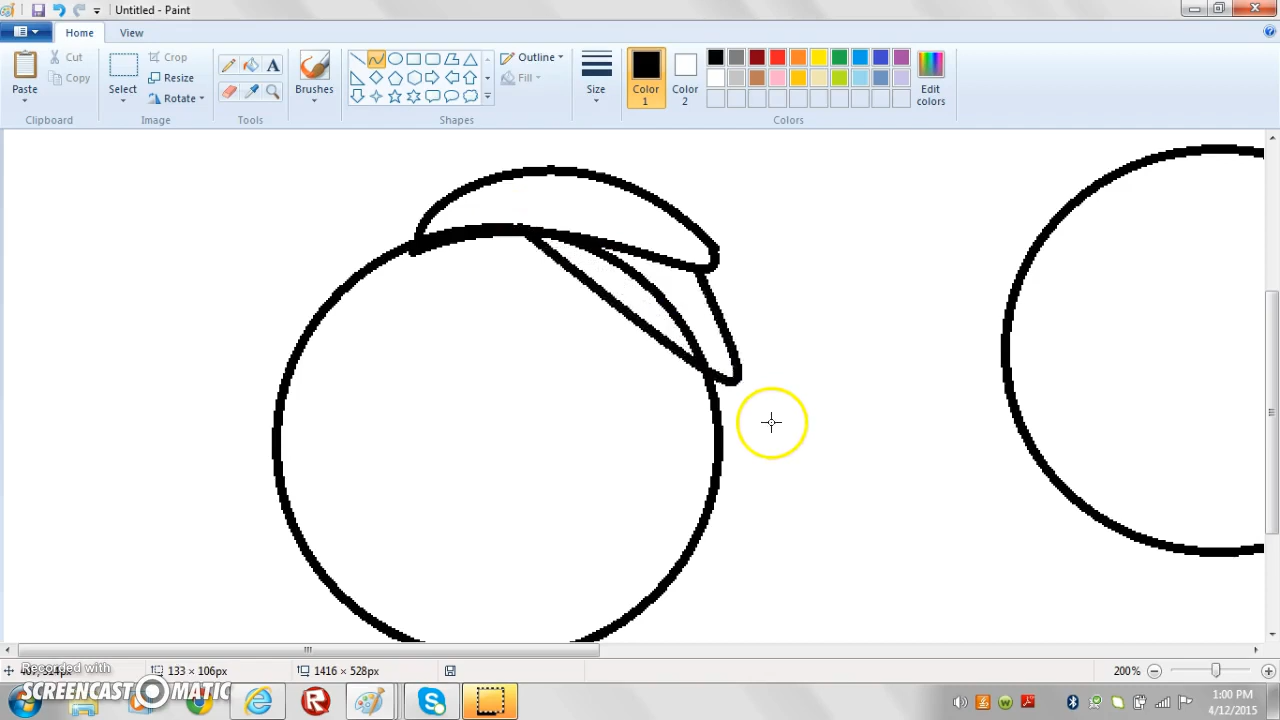 Untitled - Paint
Home
View
Paste
Cut
Copy
Clipboard
Select
Crop
Resize
Rotate
Image
A
Tools
Brushes
Shapes
Outline
Fill
Size
Color 1
Color 2
Edit colors
Colors
133 × 106px
1416 × 528px
200%
Recorded with
SCREENCAST MATIC
1:00 PM
4/12/2015